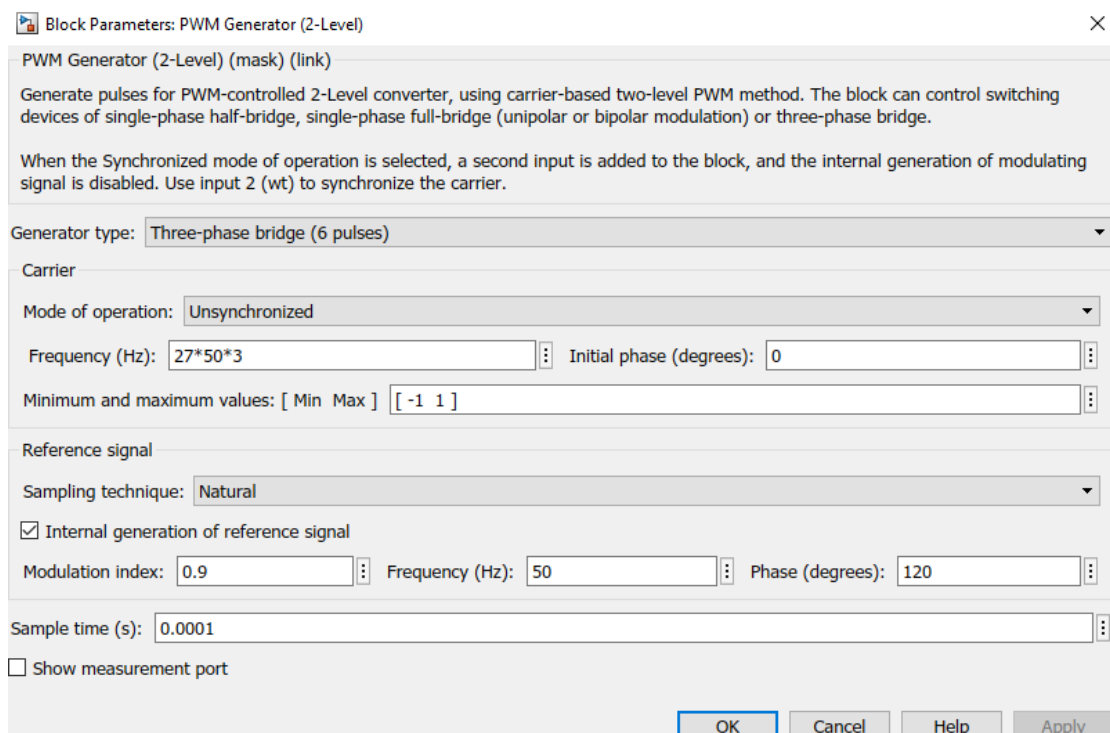 Block Parameters: PWM Generator (2-Level)
PWM Generator (2-Level) (mask) (link)
Generate pulses for PWM-controlled 2-Level converter, using carrier-based two-level PWM method. The block can control switching
devices of single-phase half-bridge, single-phase full-bridge (unipolar or bipolar modulation) or three-phase bridge.
When the Synchronized mode of operation is selected, a second input is added to the block, and the internal generation of modulating
signal is disabled. Use input 2 (wt) to synchronize the carrier.
Generator type: Three-phase bridge (6 pulses)
Carrier
Mode of operation: Unsynchronized
Frequency (Hz): 27*50*3 Initial phase (degrees): 0
Minimum and maximum values: [ Min Max ] [ -1 1 ]
Reference signal
Sampling technique: Natural
Internal generation of reference signal
Modulation index: 0.9 Frequency (Hz): 50 Phase (degrees): 120
Sample time (s): 0.0001
Show measurement port
OK Cancel Help Apply